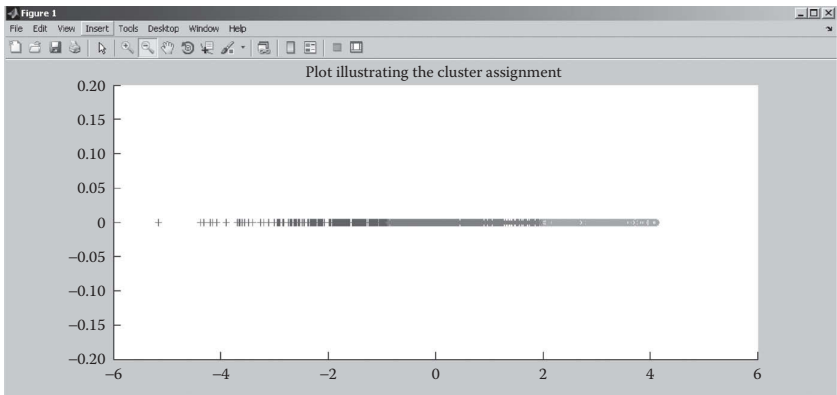 Figure 1
File Edit View Insert Tools Desktop Window Help
Plot illustrating the cluster assignment
0.20
0.15
0.10
0.05
0
−0.05
−0.10
−0.15
−0.20
−6 −4 −2 0 2 4 6